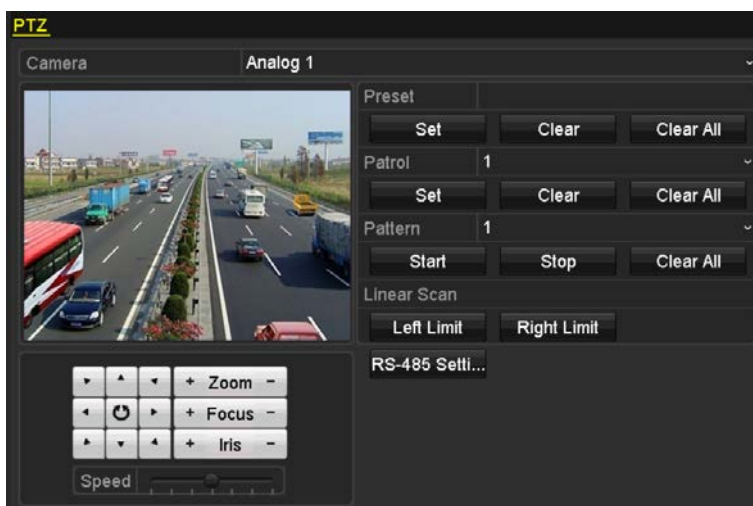 PTZ
Camera Analog 1
Preset
Set Clear Clear All
Patrol 1
Set Clear Clear All
Pattern 1
Start Stop Clear All
Linear Scan
Left Limit Right Limit
RS-485 Setti...
+ Zoom -
+ Focus -
+ Iris -
Speed